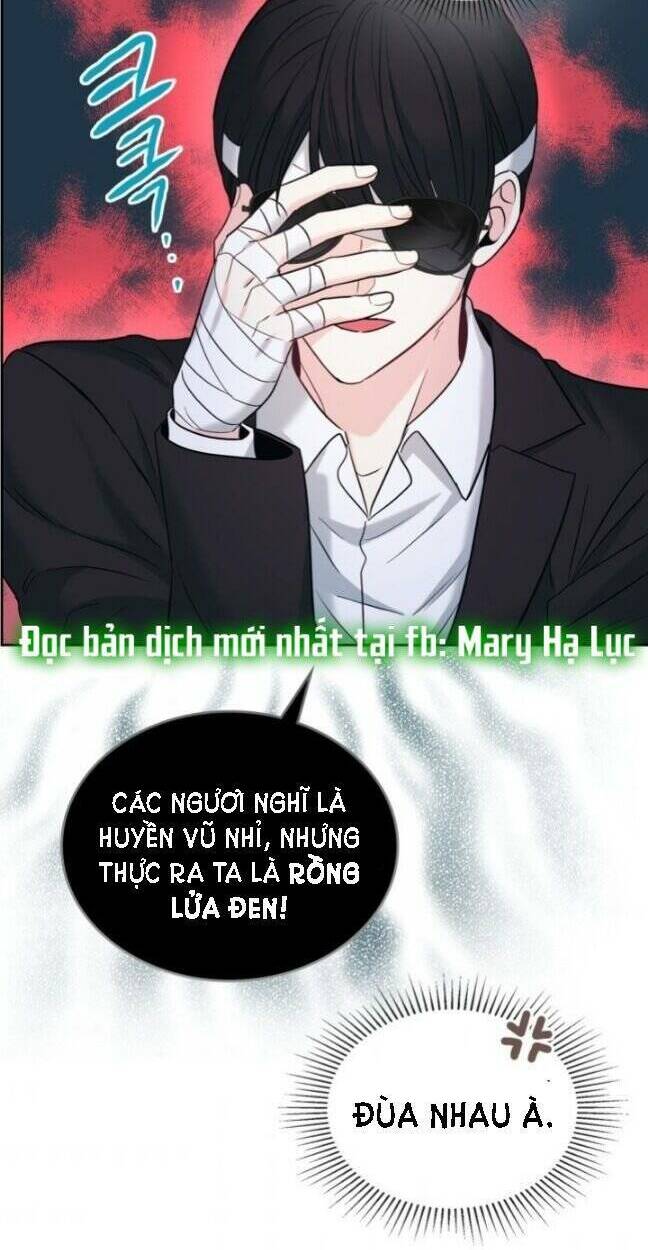 크큭...
Đọc bản dịch mới nhất tại fb: Mary Hạ Lục
CÁC NGƯƠI NGHĨ LÀ
HUYỀN VŨ NHỈ, NHƯNG
THỰC RA TA LÀ RỒNG
LỬA ĐEN!
ĐÙA NHAU À.